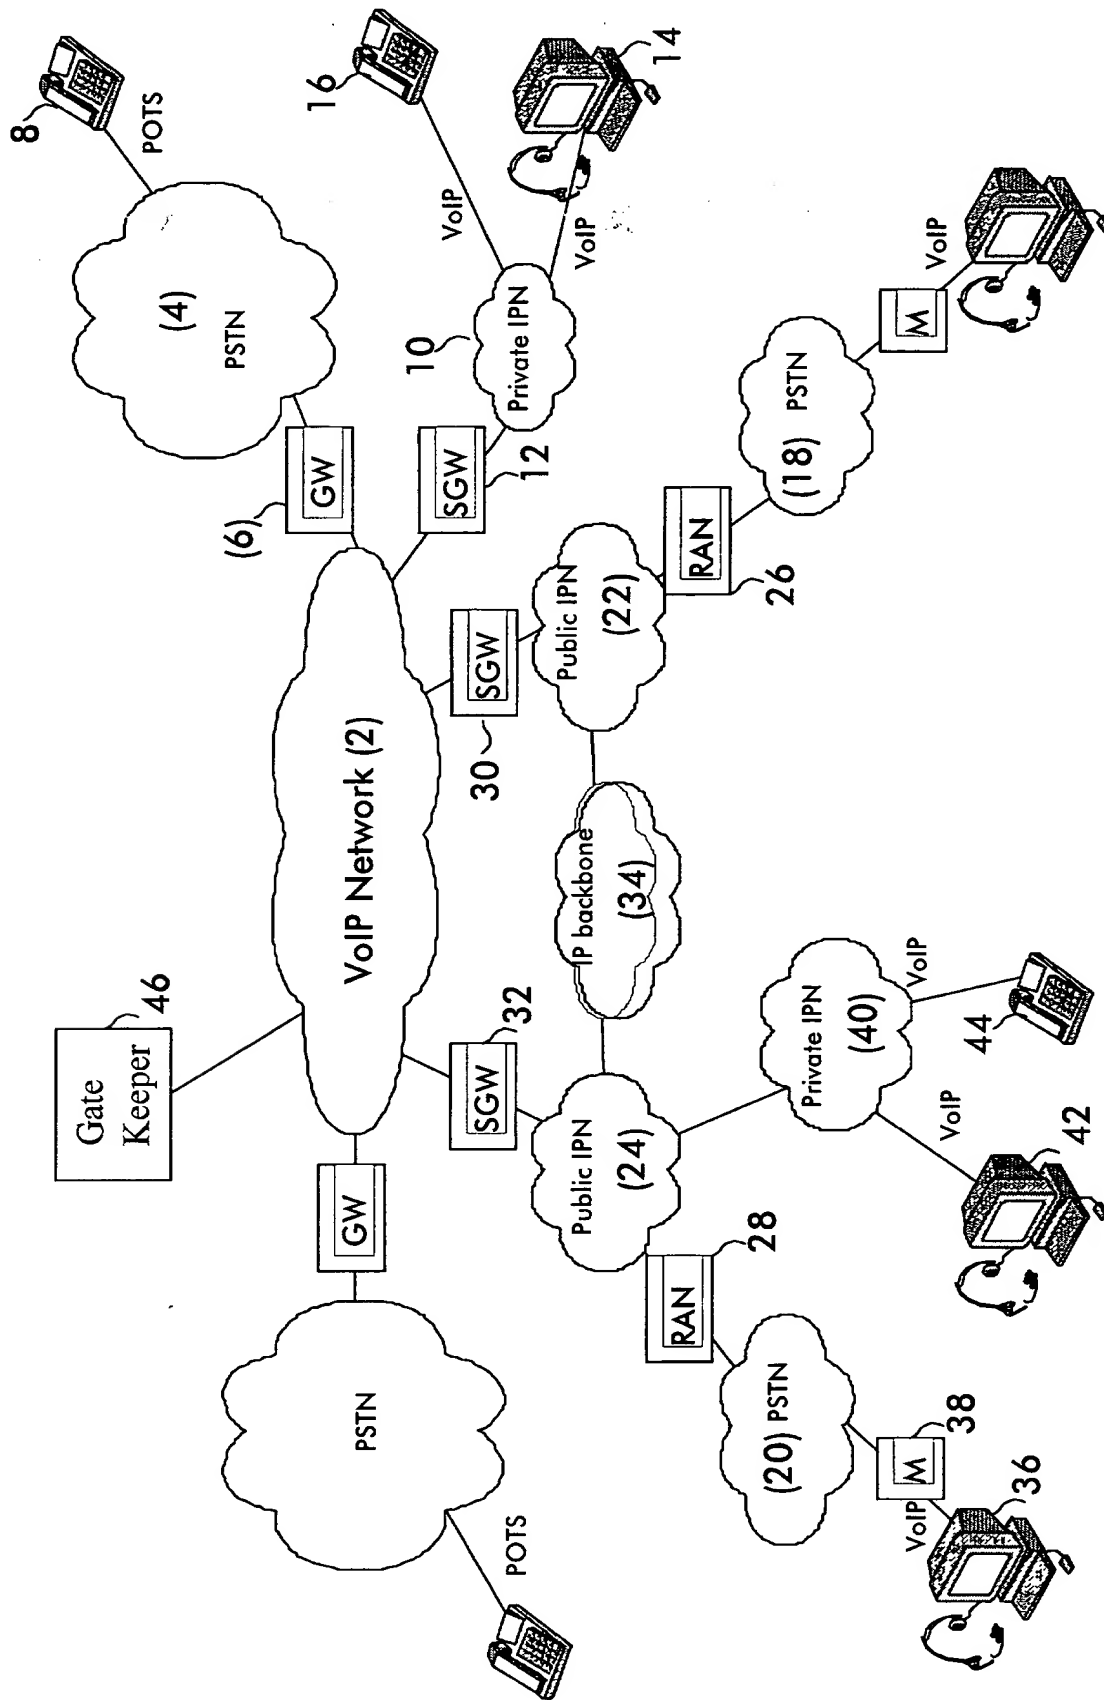 Gate
Keeper
46
8
POTS
(4)
PSTN
16
VoIP
14
VoIP
10
Private IPN
(6)
GW
SGW
12
VoIP Network (2)
GW
PSTN
POTS
SGW
32
SGW
30
Public IPN
(24)
IP backbone
(34)
Public IPN
(22)
RAN
26
(18)
PSTN
M
VoIP
RAN
28
(20)
PSTN
M
38
VoIP
36
Private IPN
(40)
VoIP
44
VoIP
42